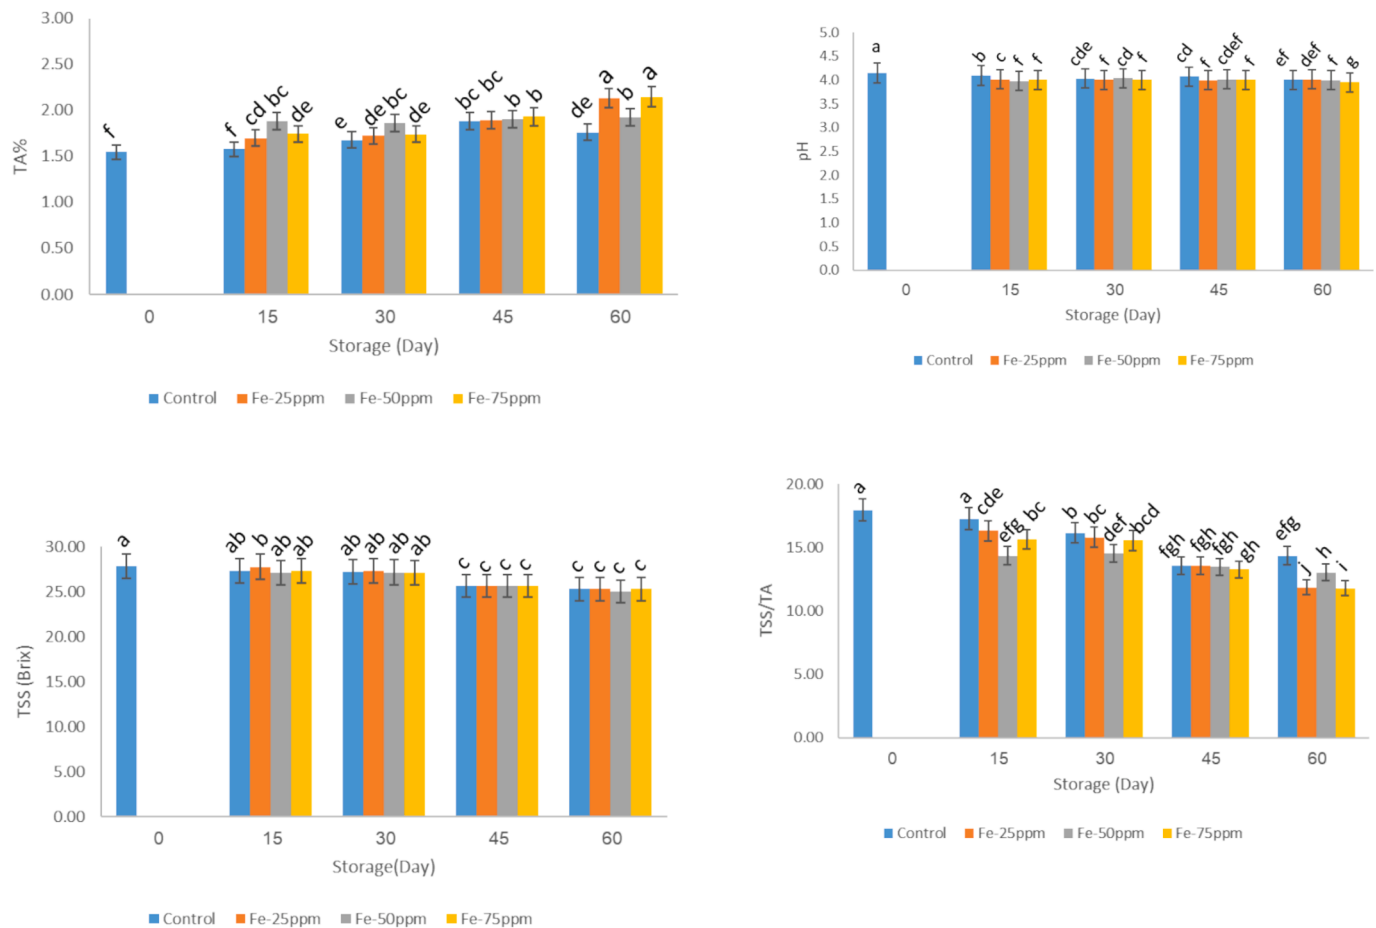 3.00
2.50
2.00
1.50
1.00
0.50
0.00
TA%
f
f cd bc de
e de bc de
bc bc b b
de a b a
0 15 30 45 60
Storage (Day)
Control Fe-25ppm Fe-50ppm Fe-75ppm
5.0
4.5
4.0
3.5
3.0
2.5
2.0
1.5
1.0
0.5
0.0
pH
a
b c f f
cde f cd f
cd f cdef f
ef def f g
0 15 30 45 60
Storage (Day)
Control Fe-25ppm Fe-50ppm Fe-75ppm
30.00
25.00
20.00
15.00
10.00
5.00
0.00
TSS (Brix)
a
ab b ab ab
ab ab ab ab
c c c c
c c c c
0 15 30 45 60
Storage(Day)
Control Fe-25ppm Fe-50ppm Fe-75ppm
20.00
15.00
10.00
5.00
0.00
TSS/TA
a
a cde efg bc
b bc def bcd
fgh fgh fgh gh
efg j h i
0 15 30 45 60
Storage (Day)
Control Fe-25ppm Fe-50ppm Fe-75ppm